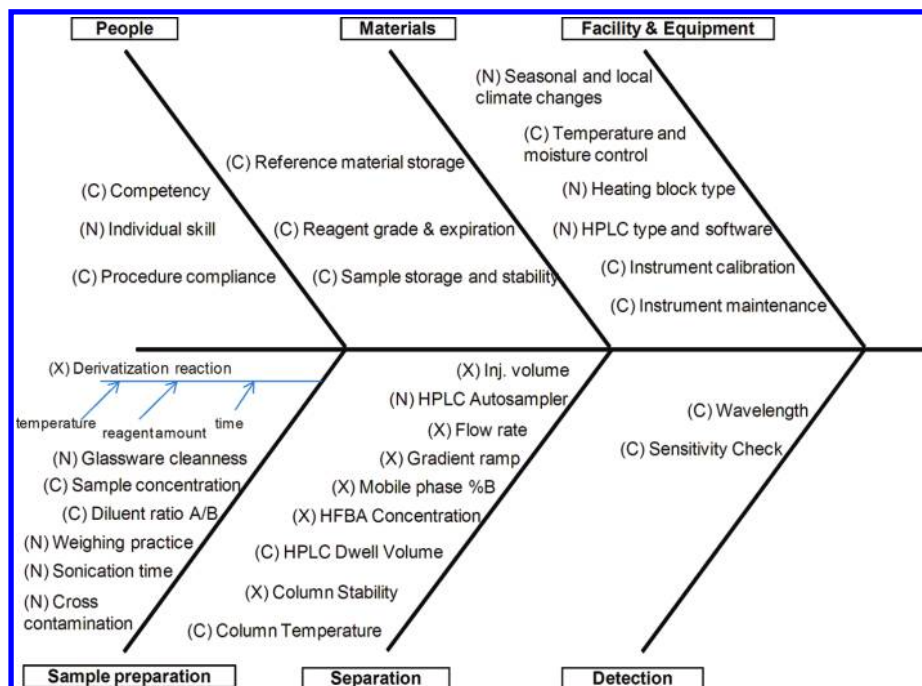 People
Materials
Facility & Equipment
(N) Seasonal and local
climate changes
(C) Temperature and
moisture control
(C) Reference material storage
(C) Competency
(N) Heating block type
(N) Individual skill
(C) Reagent grade & expiration
(N) HPLC type and software
(C) Procedure compliance
(C) Sample storage and stability
(C) Instrument calibration
(C) Instrument maintenance
(X) Derivatization reaction
temperature
reagent amount
time
(N) Glassware cleanness
(C) Sample concentration
(C) Diluent ratio A/B
(N) Weighing practice
(N) Sonication time
(N) Cross
contamination
(X) Inj. volume
(N) HPLC Autosampler
(X) Flow rate
(X) Gradient ramp
(X) Mobile phase %B
(X) HFBA Concentration
(C) HPLC Dwell Volume
(X) Column Stability
(C) Column Temperature
(C) Wavelength
(C) Sensitivity Check
Sample preparation
Separation
Detection